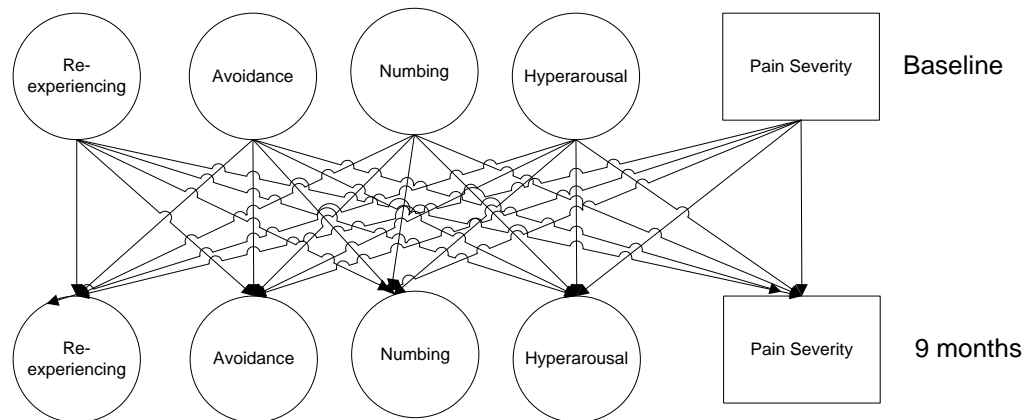 Re-
experiencing
Avoidance
Numbing
Hyperarousal
Pain Severity
Baseline
Re-
experiencing
Avoidance
Numbing
Hyperarousal
Pain Severity
9 months